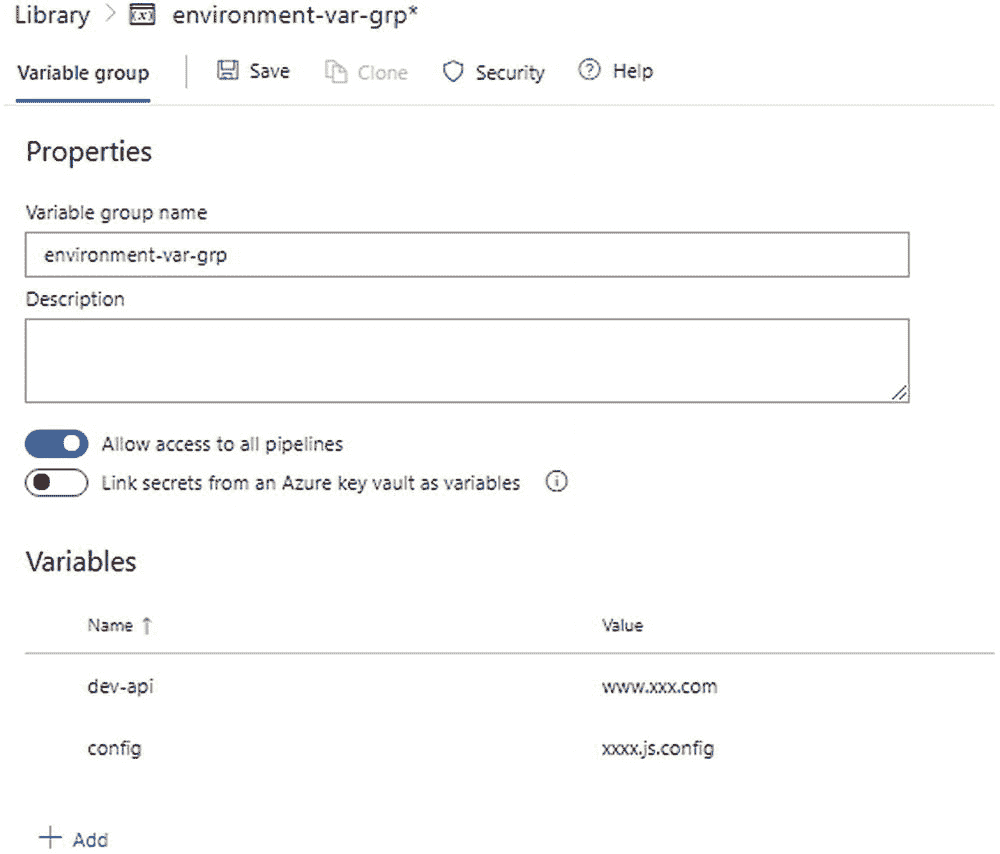 Library > environment-var-grp*
Variable group Save Clone Security Help
Properties
Variable group name
environment-var-grp
Description
Allow access to all pipelines
Link secrets from an Azure key vault as variables
Variables
Name ↑ Value
dev-api www.xxx.com
config xxxx.js.config
+ Add